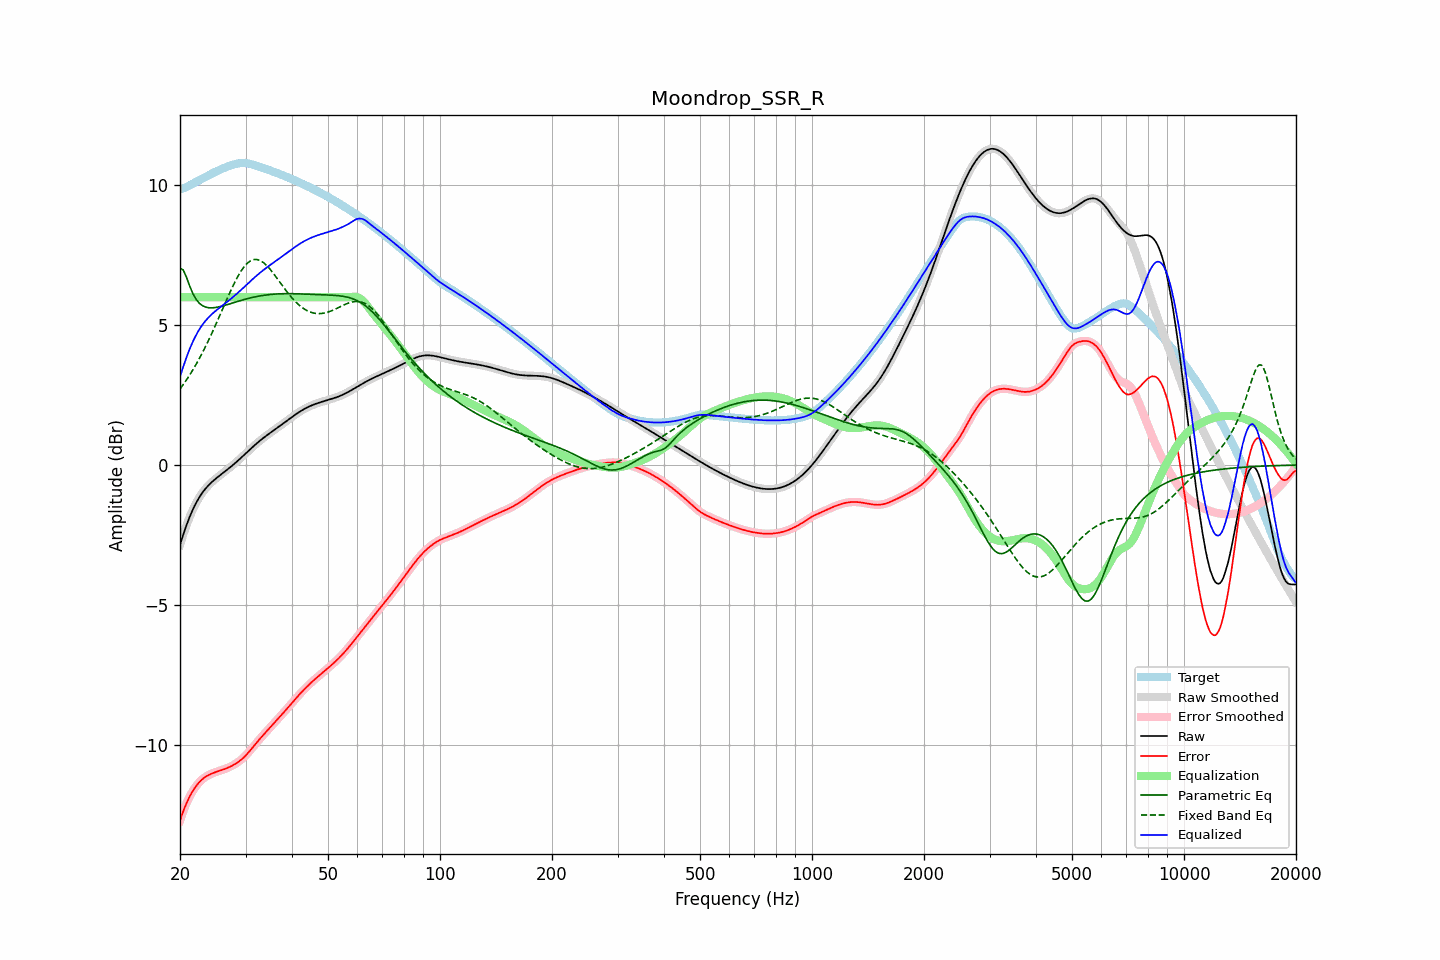 Moondrop_SSR_R
Amplitude (dBr)
10
5
0
−5
−10
20
50
100
200
500
1000
2000
5000
10000
20000
Frequency (Hz)
Target
Raw Smoothed
Error Smoothed
Raw
Error
Equalization
Parametric Eq
Fixed Band Eq
Equalized